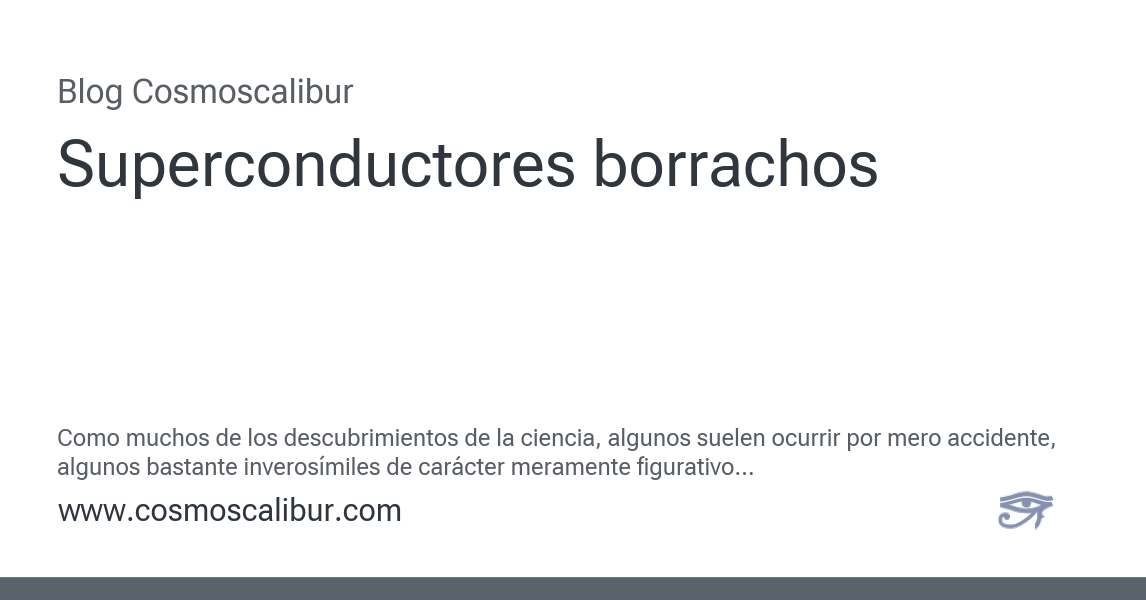 Blog Cosmoscalibur
Superconductores borrachos
Como muchos de los descubrimientos de la ciencia, algunos suelen ocurrir por mero accidente,
algunos bastante inverosímiles de carácter meramente figurativo...
www.cosmoscalibur.com